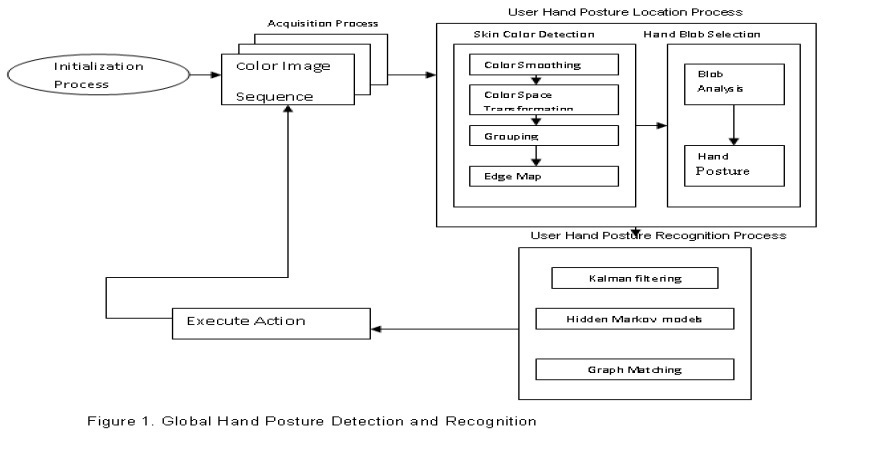 Acquisition Process
User Hand Posture Location Process
Initialization
Process
Color Image
Sequence
Skin Color Detection
Hand Blob Selection
Color Smoothing
Color Space
Transformation
Grouping
Edge Map
Blob
Analysis
Hand
Posture
User Hand Posture Recognition Process
Kalman filtering
Hidden Markov models
Graph Matching
Execute Action
Figure 1. Global Hand Posture Detection and Recognition